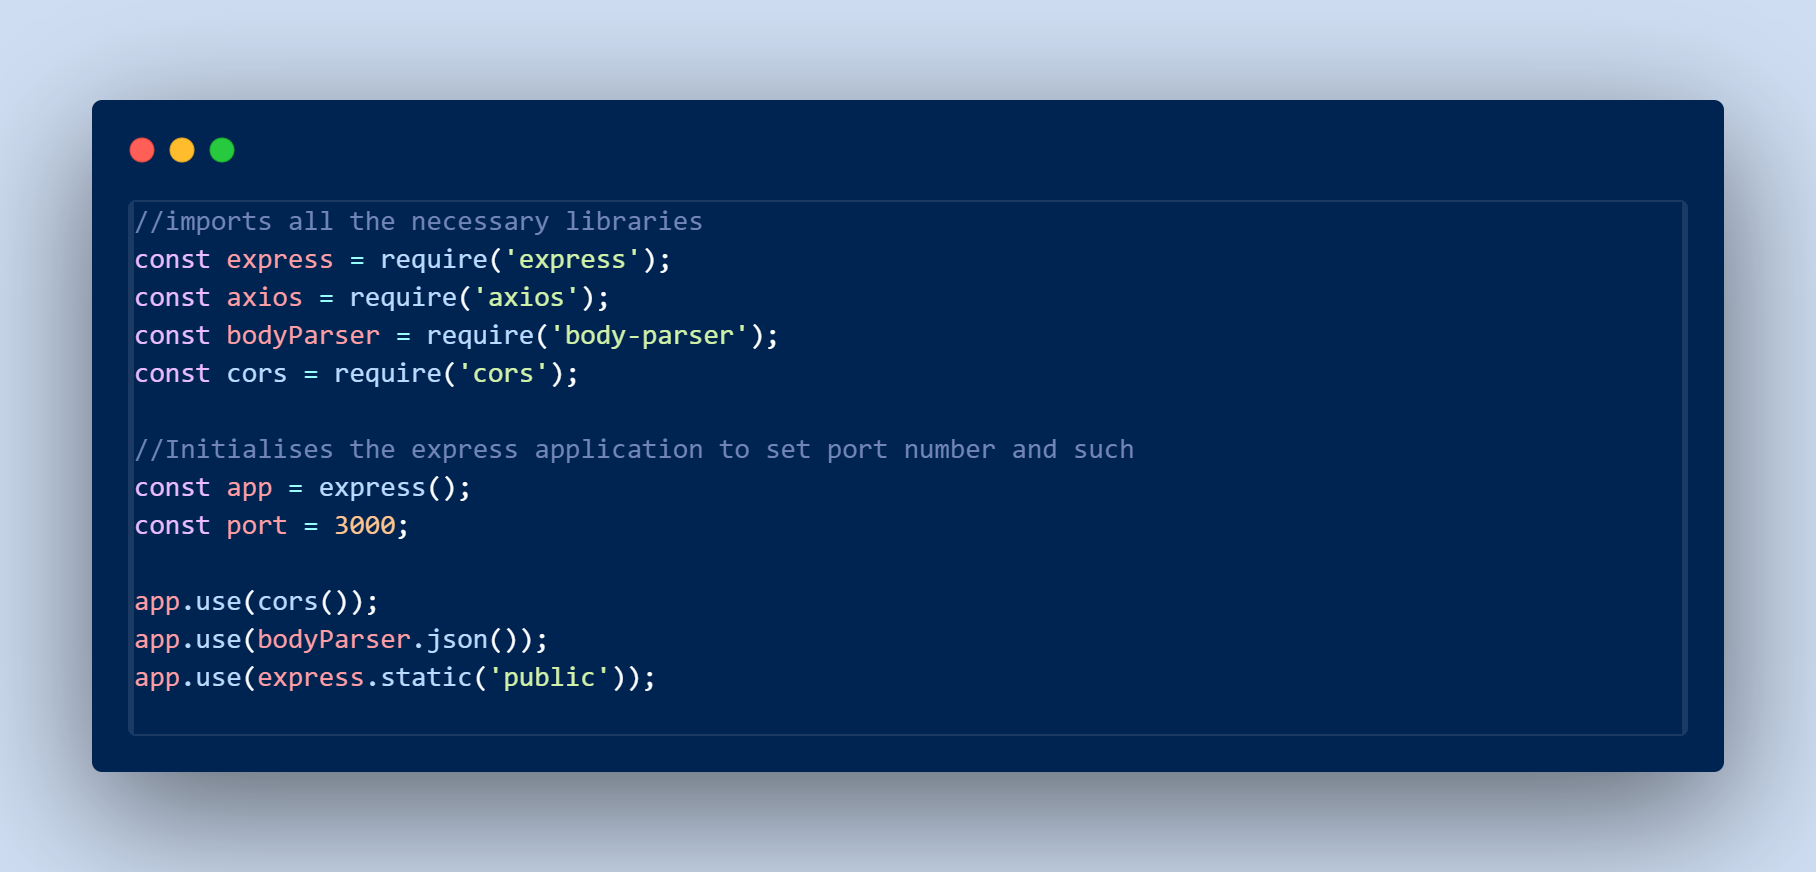 //imports all the necessary libraries
const express = require('express');
const axios = require('axios');
const bodyParser = require('body-parser');
const cors = require('cors');

//Initialises the express application to set port number and such
const app = express();
const port = 3000;

app.use(cors());
app.use(bodyParser.json());
app.use(express.static('public'));